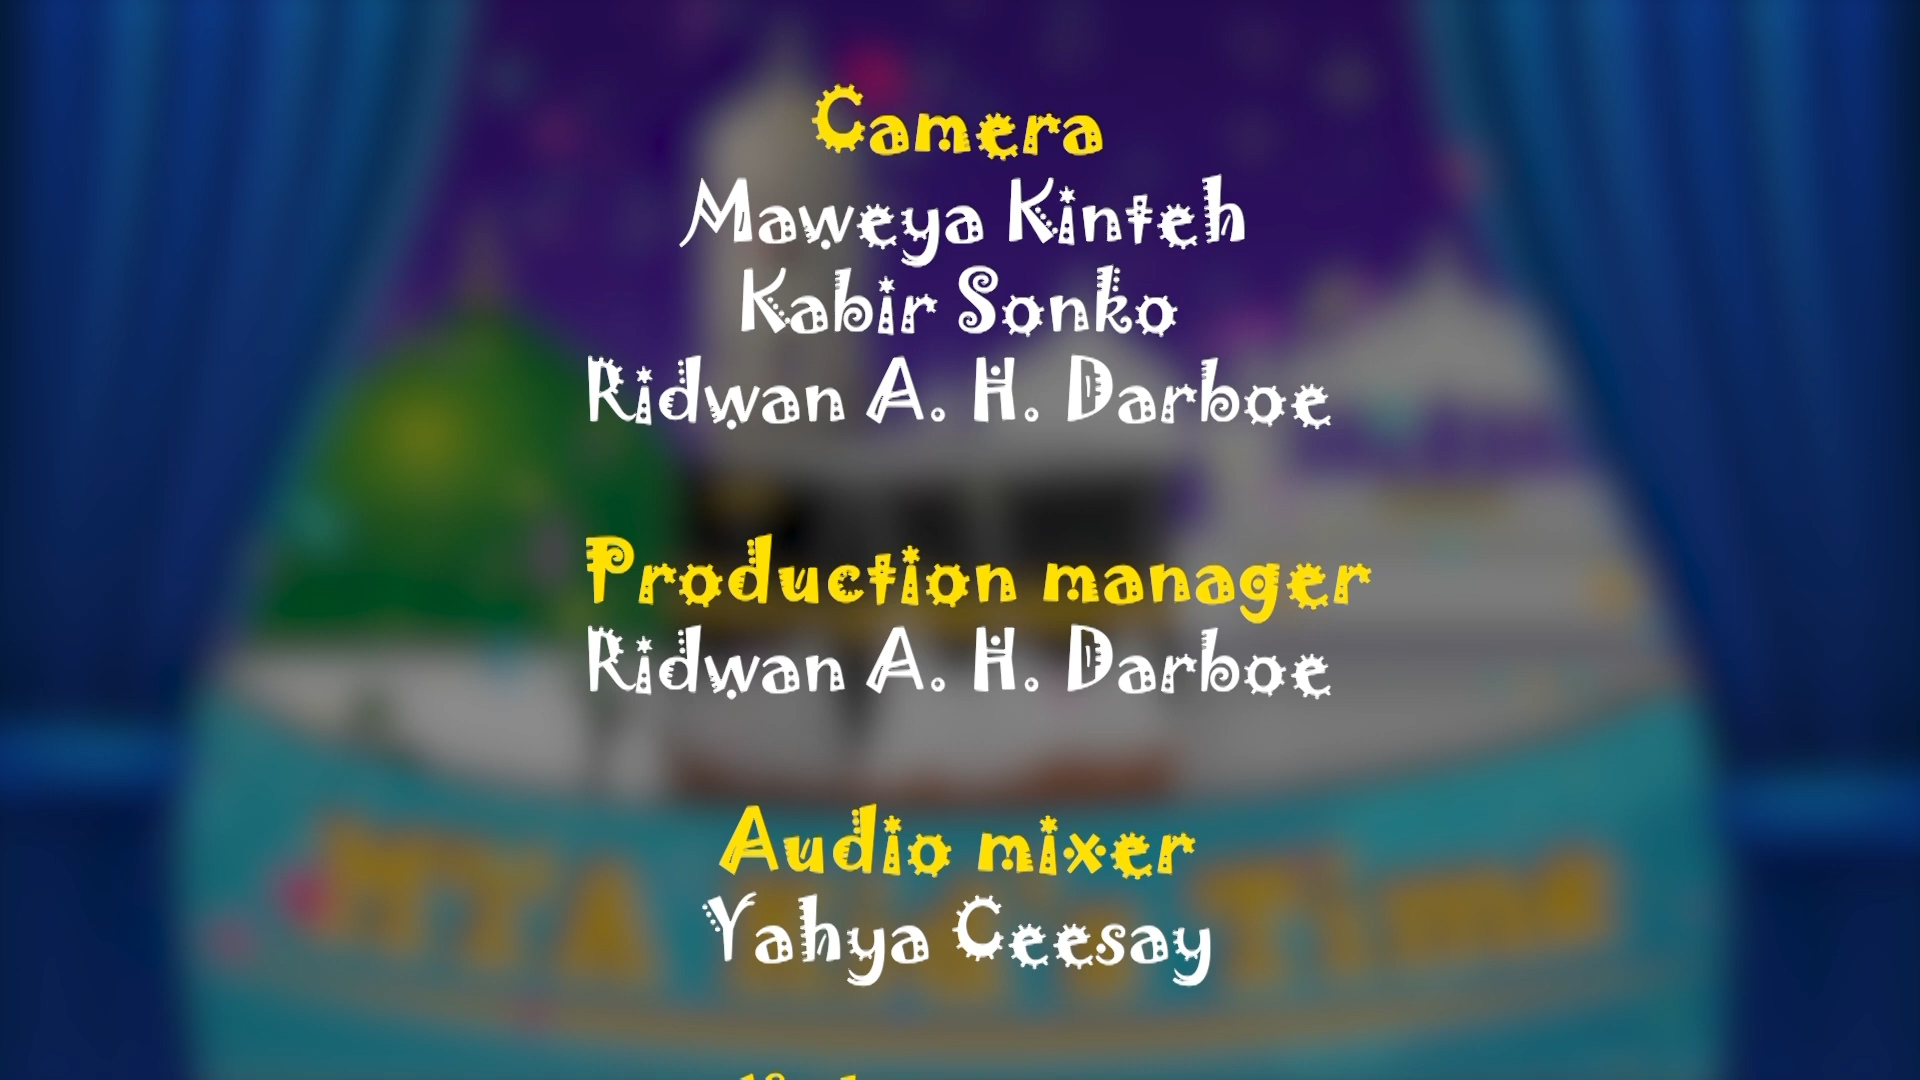 Camera
Maweya Kinteh
Kabir Sonko
Ridwan A. H. Darboe
Production manager
Ridwan A. H. Darboe
Audio mixer
Yahya Ceesay